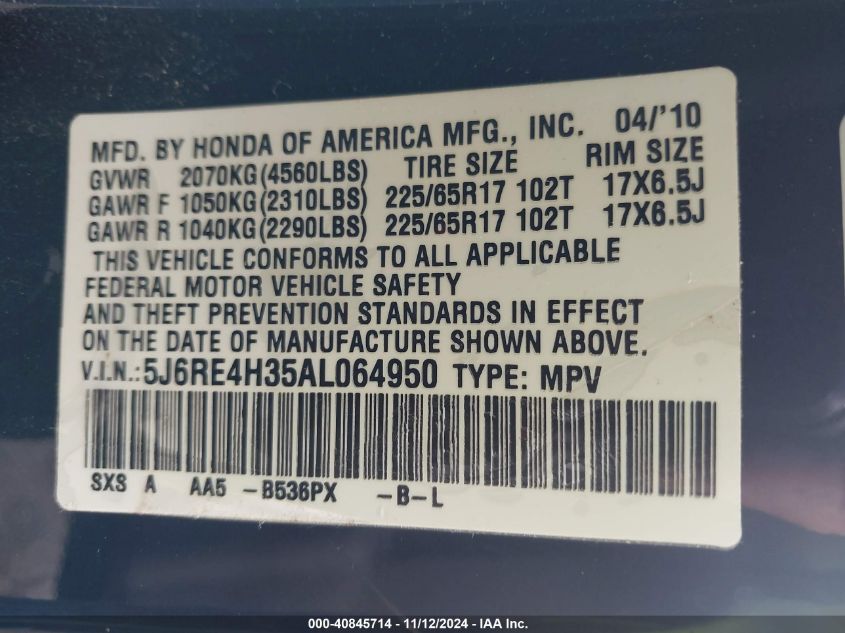 MFD. BY HONDA OF AMERICA MFG., INC. 04/'10
GVWR 2070KG(4560LBS) TIRE SIZE RIM SIZE
GAWR F 1050KG(2310LBS) 225/65R17 102T 17X6.5J
GAWR R 1040KG(2290LBS) 225/65R17 102T 17X6.5J
THIS VEHICLE CONFORMS TO ALL APPLICABLE
FEDERAL MOTOR VEHICLE SAFETY
AND THEFT PREVENTION STANDARDS IN EFFECT
ON THE DATE OF MANUFACTURE SHOWN ABOVE.
V.I.N.:5J6RE4H35AL064950 TYPE: MPV
SXS A AA5 -B536PX -B-L
000-40845714 - 11/12/2024 - IAA Inc.